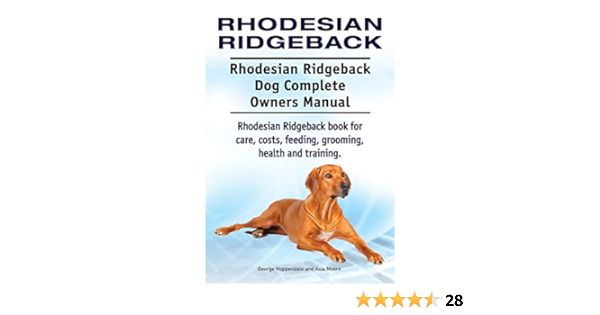 RHODESIAN
RIDGEBACK
Rhodesian Ridgeback
Dog Complete
Owners Manual
Rhodesian Ridgeback book for
care, costs, feeding, grooming,
health and training.
George Hoppendale and Asia Moore
28